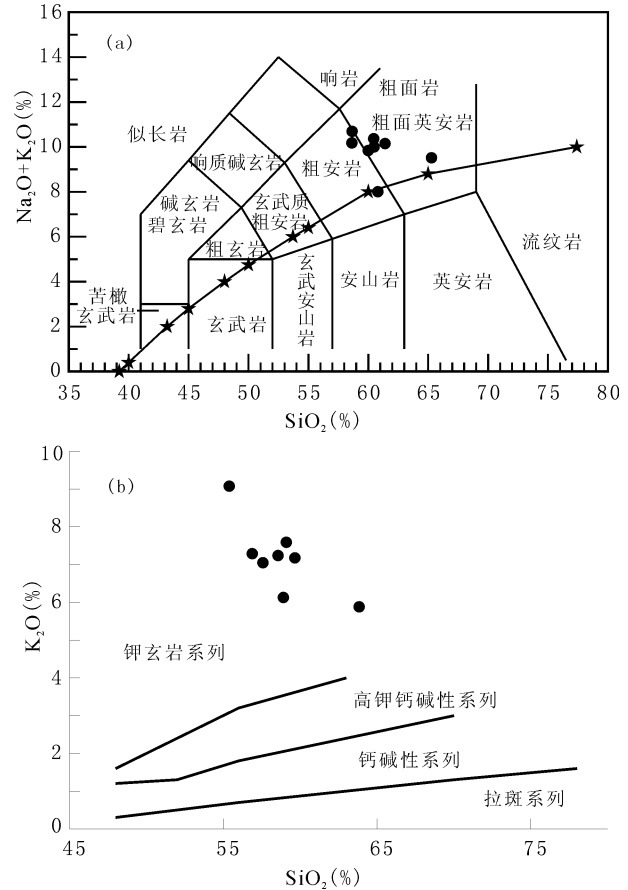 (a)
Na₂O+K₂O(%)
16
14
12
10
8
6
4
2
0
响岩
粗面岩
似长岩
粗面英安岩
响质碱玄岩
粗安岩
碱玄岩
碧玄岩
玄武质
粗安岩
粗玄岩
流纹岩
苦橄
玄武岩
玄武岩
玄武安山岩
安山岩
英安岩
35 40 45 50 55 60 65 70 75 80
SiO₂(%)
(b)
K₂O(%)
10
8
6
4
2
0
钾玄岩系列
高钾钙碱性系列
钙碱性系列
拉斑系列
45 55 65 75
SiO₂(%)